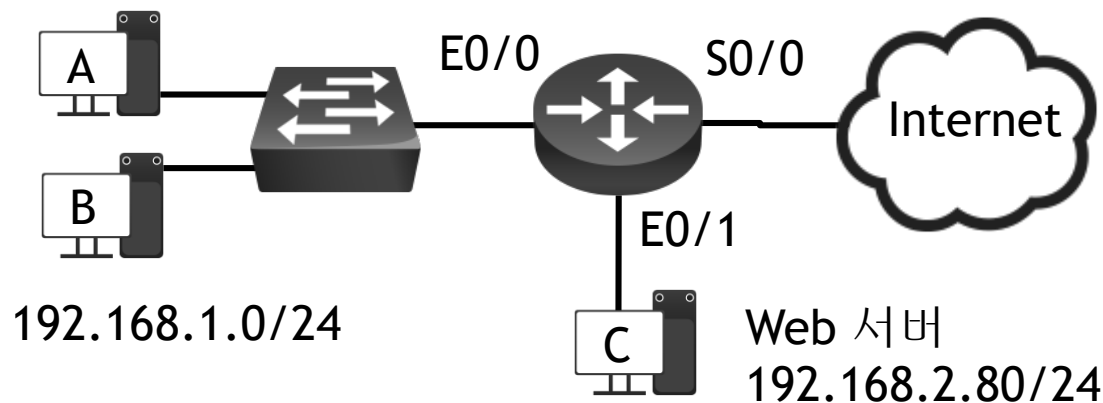 A
E0/0
S0/0
Internet
B
E0/1
192.168.1.0/24
C
Web 서버
192.168.2.80/24